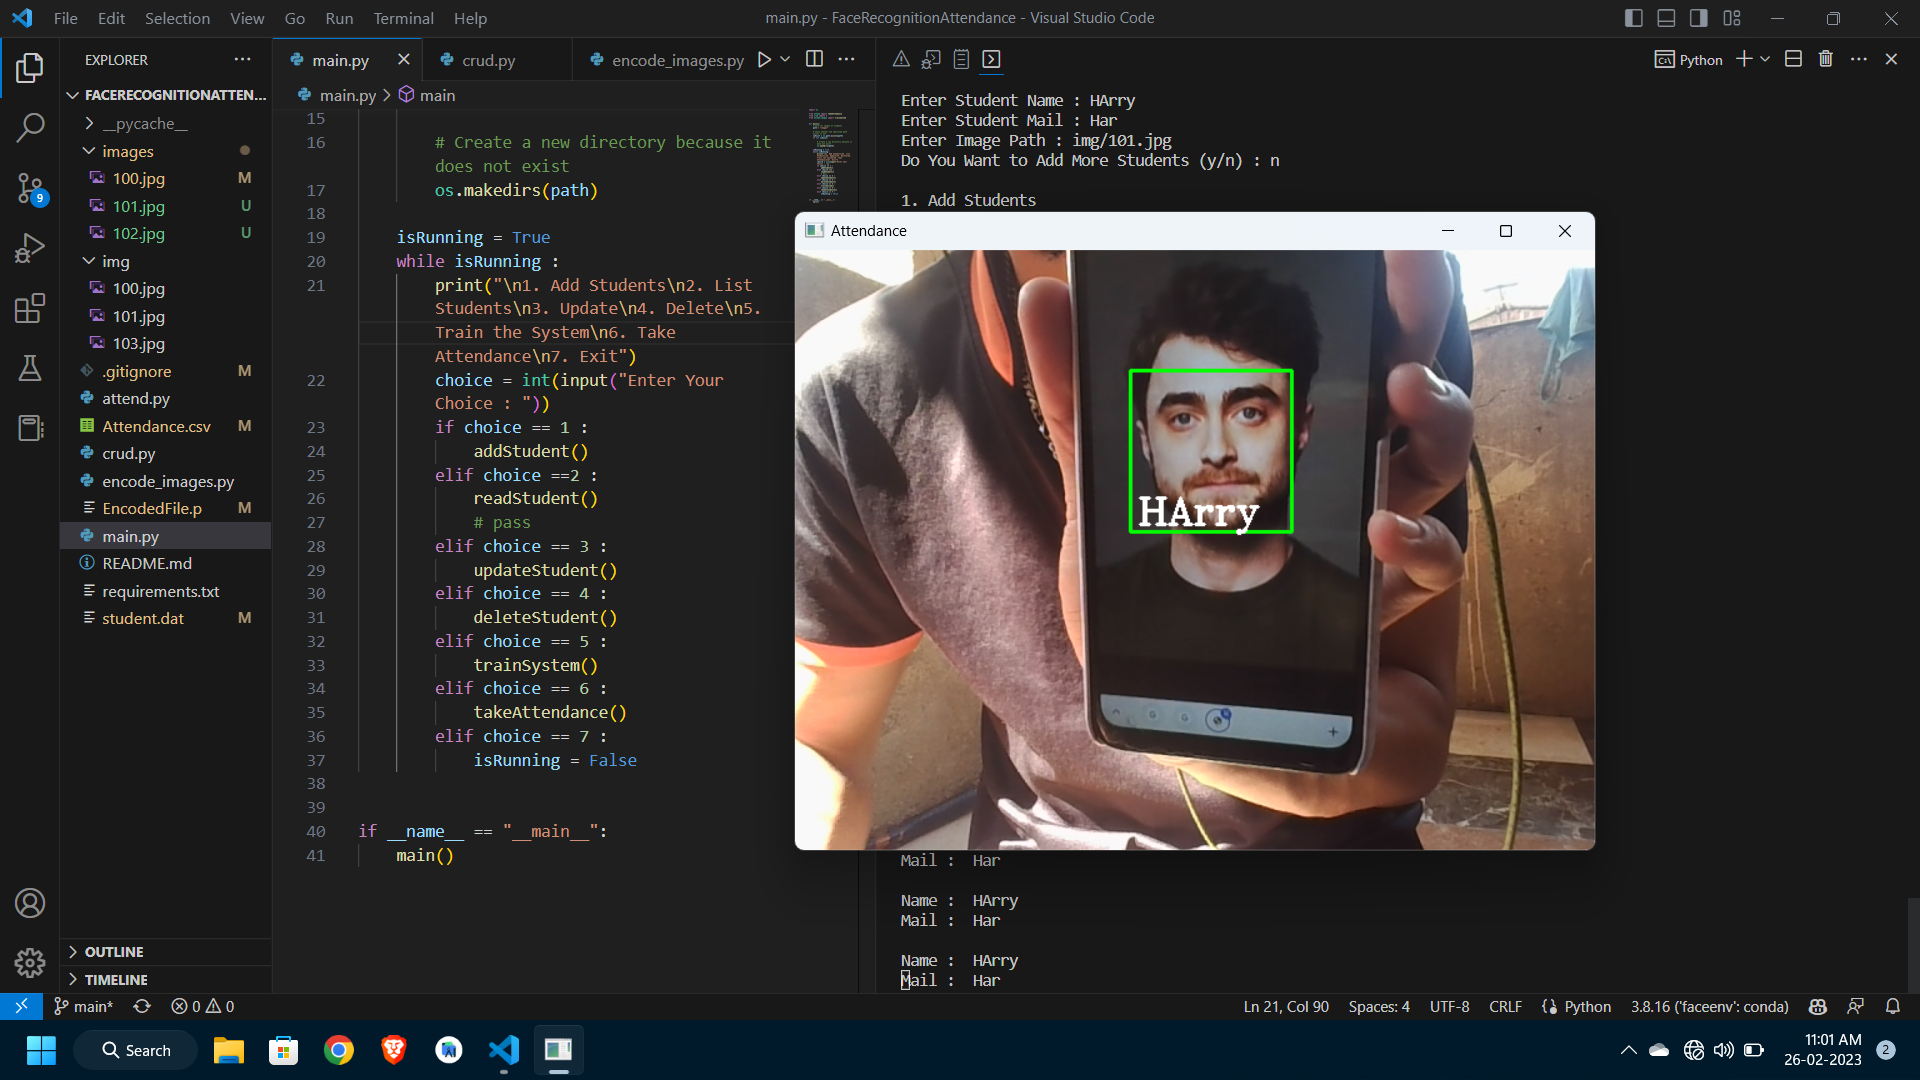 File Edit Selection View Go Run Terminal Help
main.py - FaceRecognitionAttendance - Visual Studio Code
EXPLORER
FACERECOGNITIONATTEN...
__pycache__
images
100.jpg M
101.jpg U
102.jpg U
img
100.jpg
101.jpg
103.jpg
.gitignore M
attend.py
Attendance.csv M
crud.py
encode_images.py
EncodedFile.p M
main.py
README.md
requirements.txt
student.dat M
OUTLINE
TIMELINE
9
main.py crud.py encode_images.py
main.py > main
15
16 # Create a new directory because it
does not exist
17 os.makedirs(path)
18
19 isRunning = True
20 while isRunning :
21 print("\n1. Add Students\n2. List
Students\n3. Update\n4. Delete\n5.
Train the System\n6. Take
Attendance\n7. Exit")
22 choice = int(input("Enter Your
Choice : "))
23 if choice == 1 :
24 addStudent()
25 elif choice ==2 :
26 readStudent()
27 # pass
28 elif choice == 3 :
29 updateStudent()
30 elif choice == 4 :
31 deleteStudent()
32 elif choice == 5 :
33 trainSystem()
34 elif choice == 6 :
35 takeAttendance()
36 elif choice == 7 :
37 isRunning = False
38
39
40 if __name__ == "__main__":
41 main()
Python
Enter Student Name : HArry
Enter Student Mail : Har
Enter Image Path : img/101.jpg
Do You Want to Add More Students (y/n) : n
1. Add Students
Attendance
HArry
Mail : Har
Name : HArry
Mail : Har
Name : HArry
Mail : Har
main* 0 0
Ln 21, Col 90 Spaces: 4 UTF-8 CRLF Python 3.8.16 ('faceenv': conda)
Search
11:01 AM
26-02-2023
2